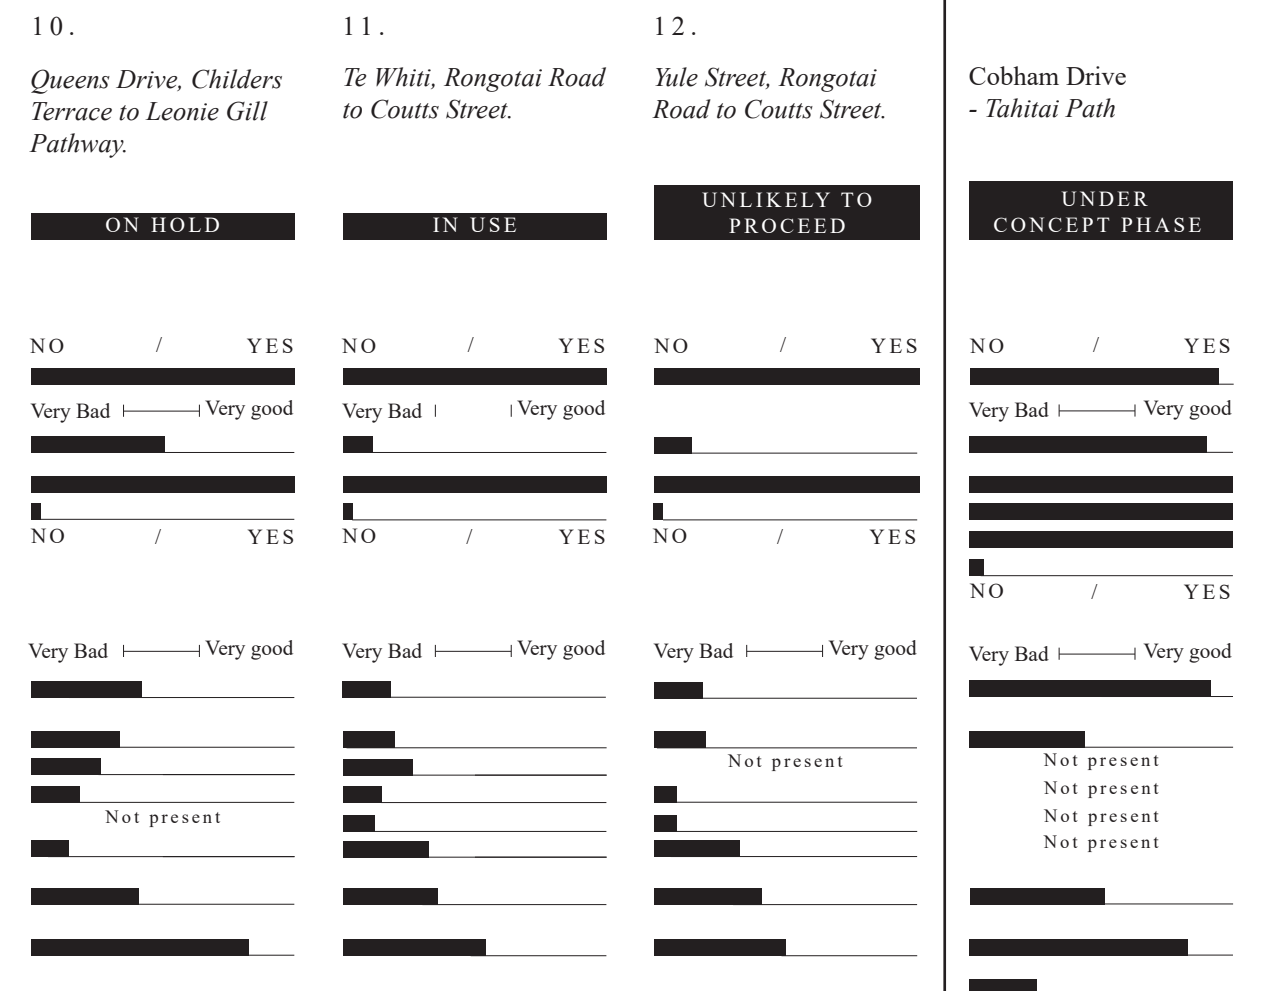 10.
Queens Drive, Childers
Terrace to Leonie Gill
Pathway.
ON HOLD
NO / YES
Very Bad Very good
NO / YES
Very Bad Very good
Not present
11.
Te Whiti, Rongotai Road
to Coutts Street.
IN USE
NO / YES
Very Bad Very good
NO / YES
Very Bad Very good
12.
Yule Street, Rongotai
Road to Coutts Street.
UNLIKELY TO
PROCEED
NO / YES
NO / YES
Very Bad Very good
Not present
Cobham Drive
- Tahitai Path
UNDER
CONCEPT PHASE
NO / YES
Very Bad Very good
NO / YES
Very Bad Very good
Not present
Not present
Not present
Not present